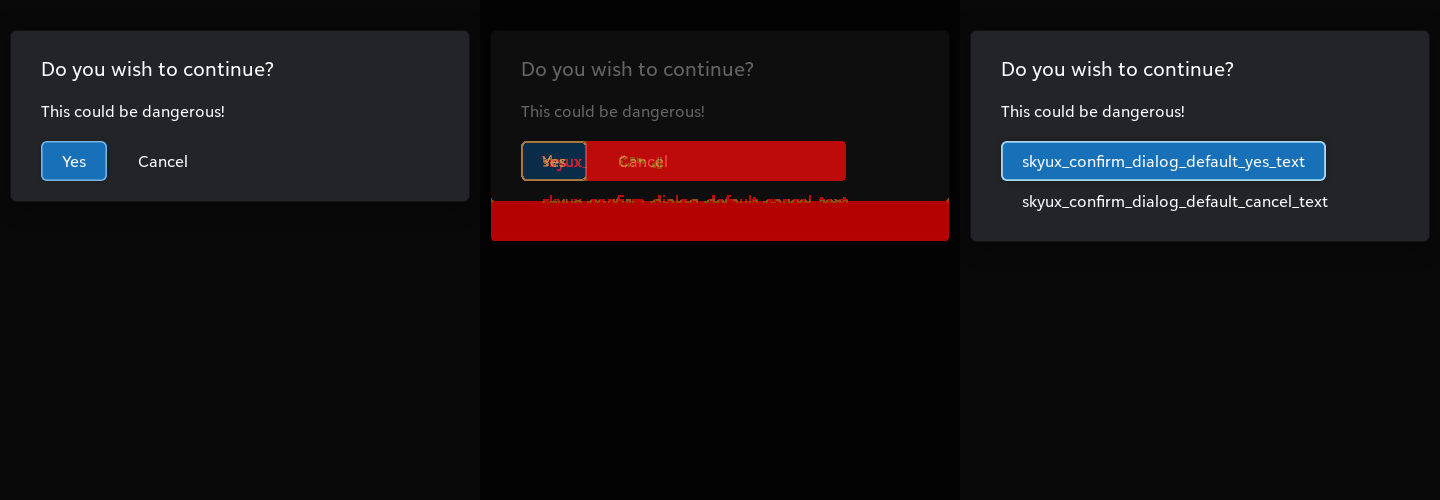 Do you wish to continue?
This could be dangerous!
Yes Cancel
Do you wish to continue?
This could be dangerous!
Yes Cancel
skyux_confirm_dialog_default_cancel_text
Do you wish to continue?
This could be dangerous!
skyux_confirm_dialog_default_yes_text
skyux_confirm_dialog_default_cancel_text